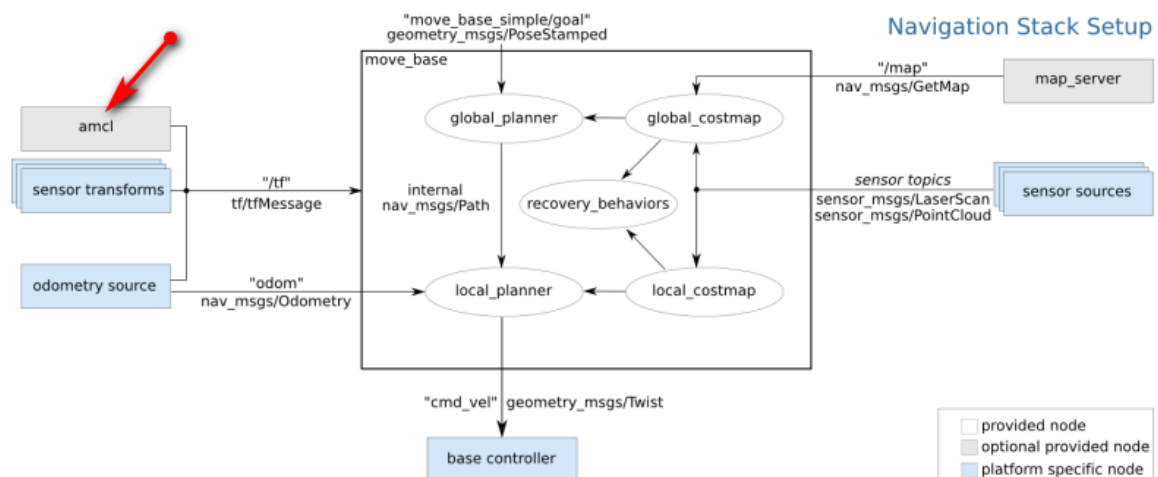 Navigation Stack Setup
"move_base_simple/goal"
geometry_msgs/PoseStamped
move_base
"/map"
nav_msgs/GetMap
map_server
amcl
global_planner
global_costmap
sensor transforms
"/tf"
tf/tfMessage
internal
nav_msgs/Path
recovery_behaviors
sensor topics
sensor_msgs/LaserScan
sensor_msgs/PointCloud
sensor sources
odometry source
"odom"
nav_msgs/Odometry
local_planner
local_costmap
"cmd_vel" geometry_msgs/Twist
base controller
provided node
optional provided node
platform specific node